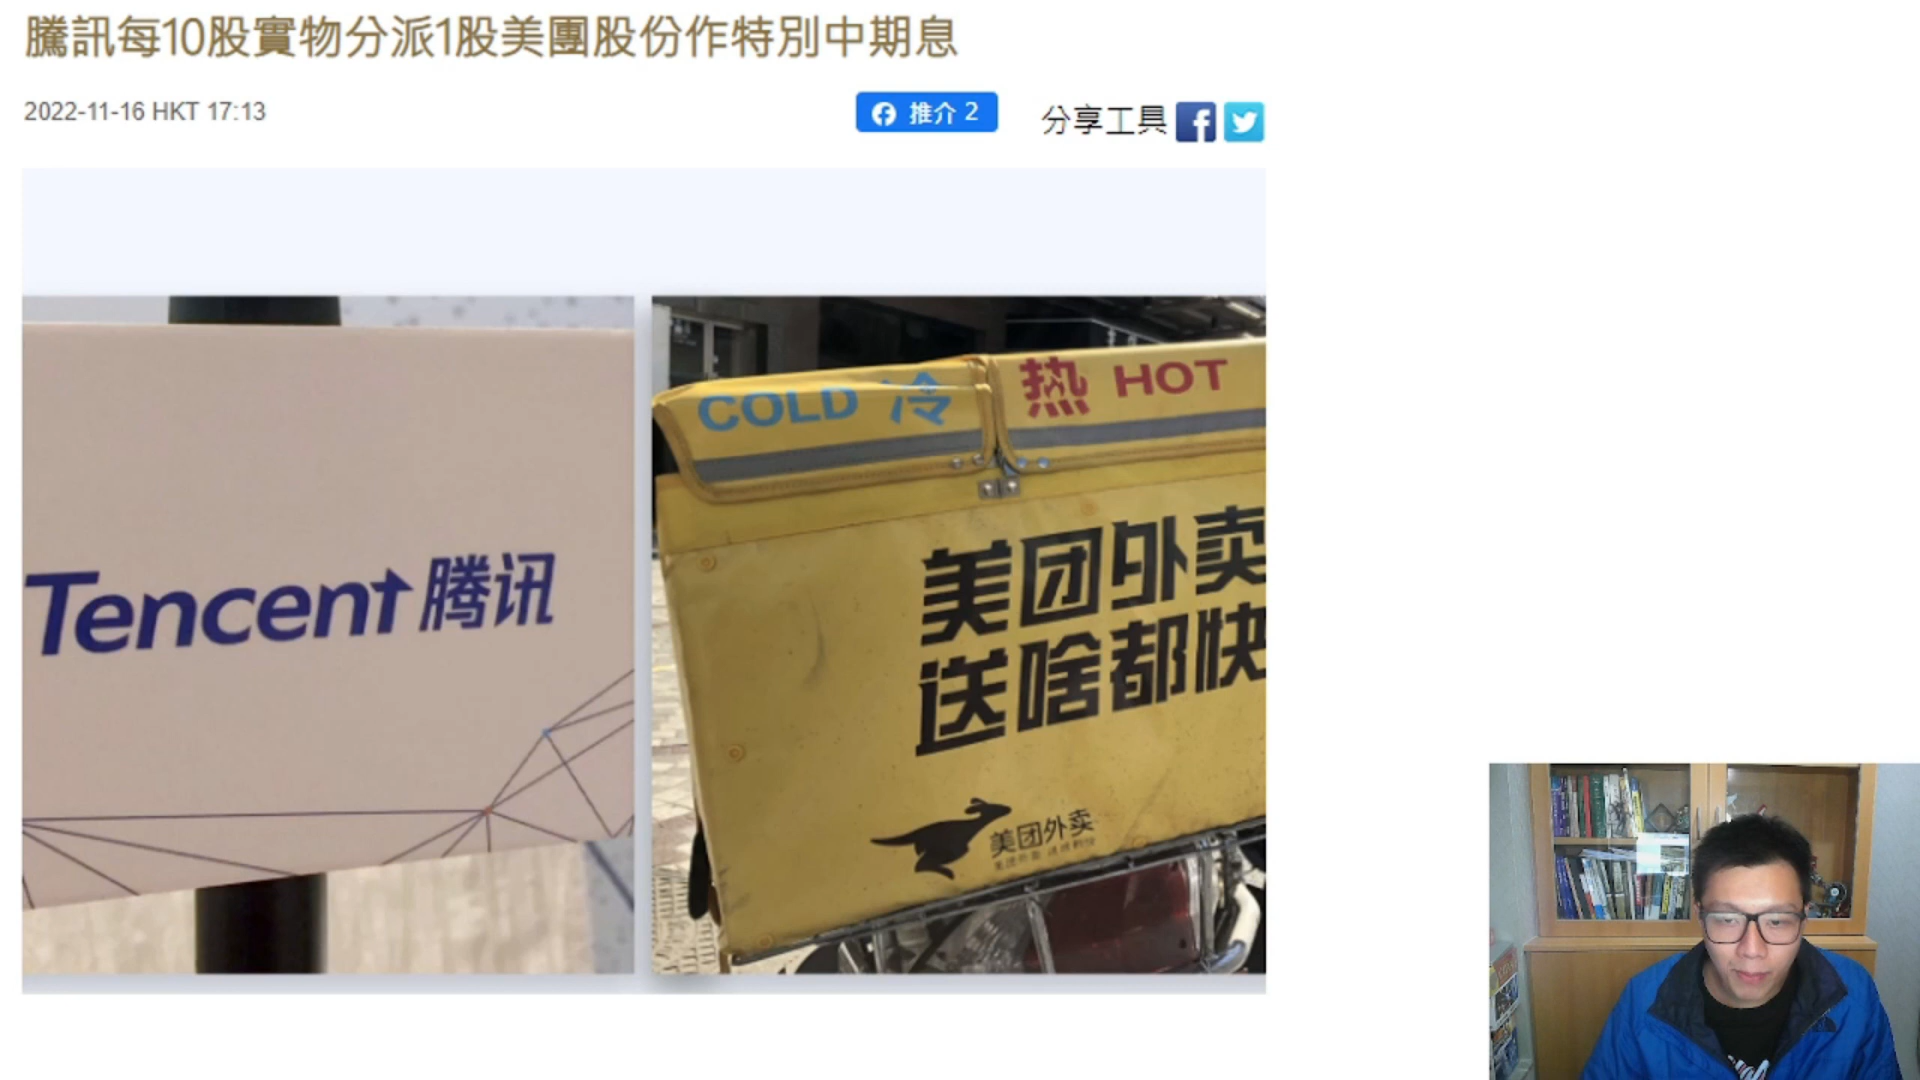 騰訊每10股實物分派1股美團股份作特別中期息
2022-11-16 HKT 17:13
推介 2
分享工具
Tencent 腾讯
COLD 冷
热 HOT
美团外卖
送啥都快
美团外卖